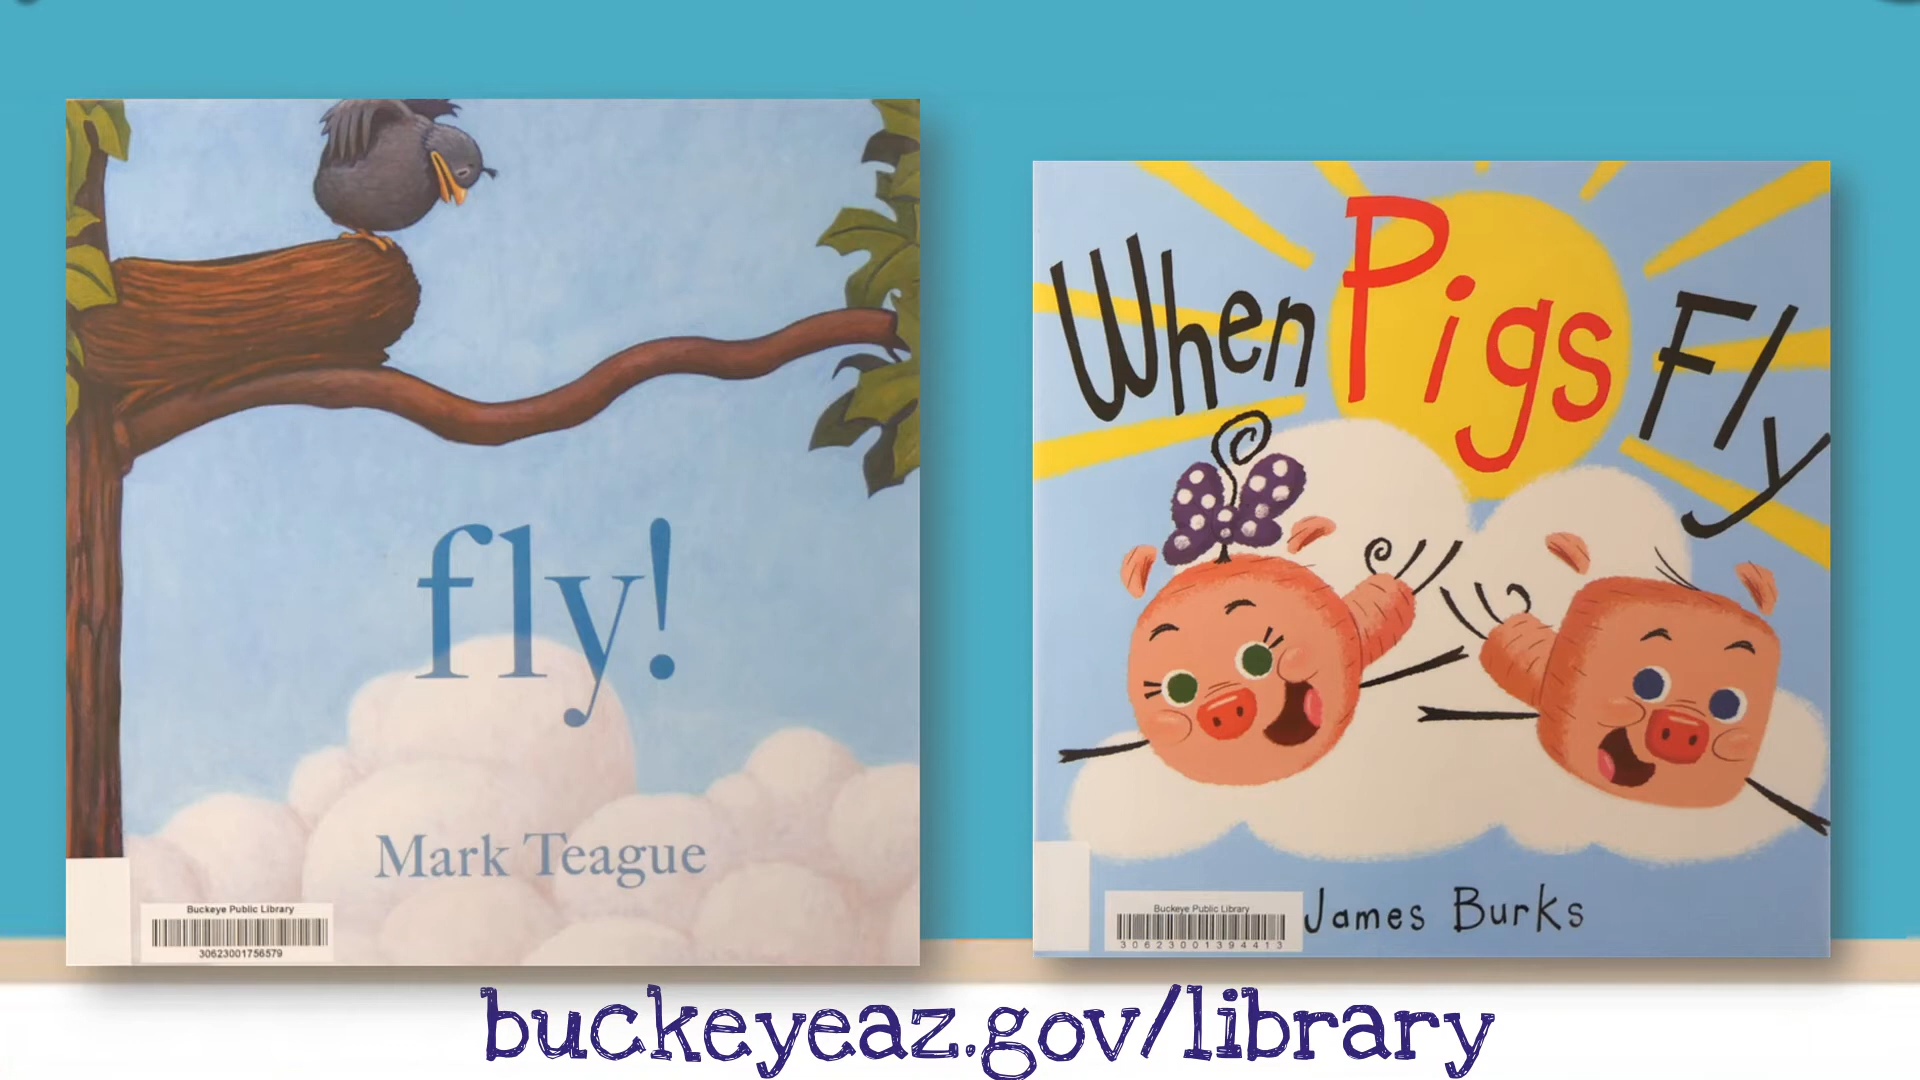 fly!
Mark Teague
Buckeye Public Library
30623001756579
When Pigs Fly
James Burks
Buckeye Public Library
30623001394413
buckeyeaz.gov/library